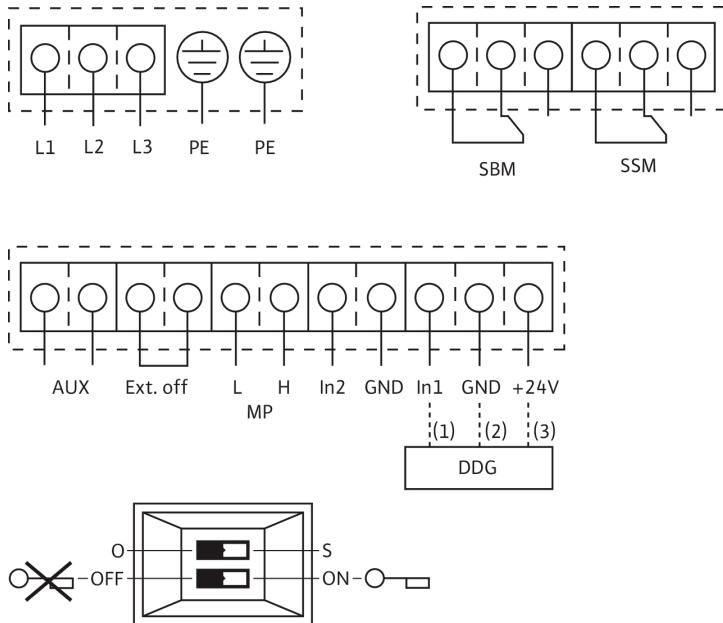 L1 L2 L3 PE PE
SBM SSM
AUX Ext. off L H In2 GND In1 GND +24V
MP
(1) (2) (3)
DDG
O S
OFF ON